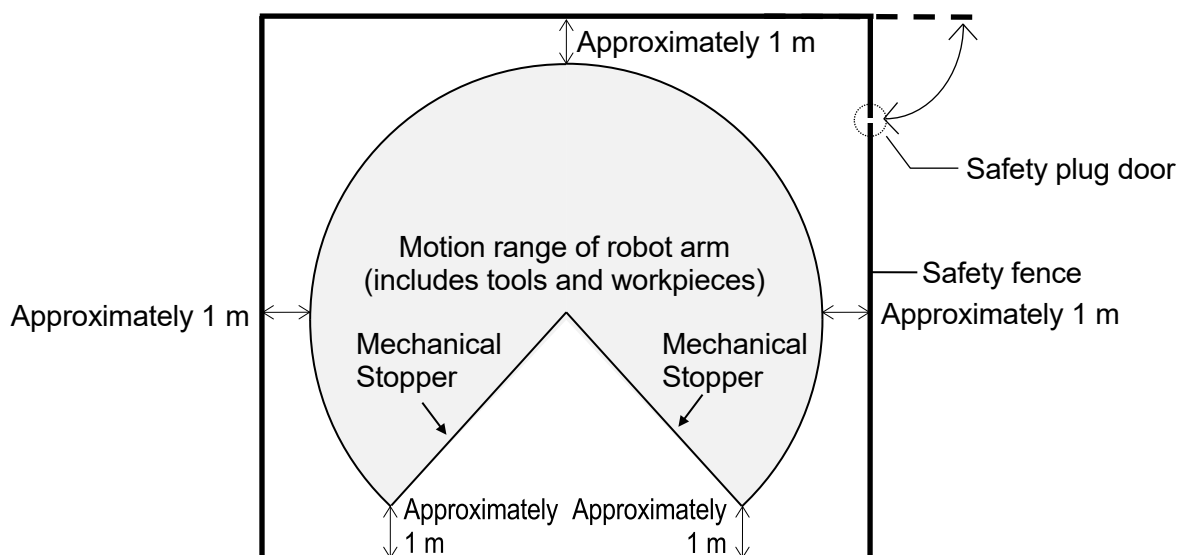 Approximately 1 m
Safety plug door
Motion range of robot arm
(includes tools and workpieces)
Safety fence
Approximately 1 m
Approximately 1 m
Mechanical
Stopper
Mechanical
Stopper
Approximately
1 m
Approximately
1 m